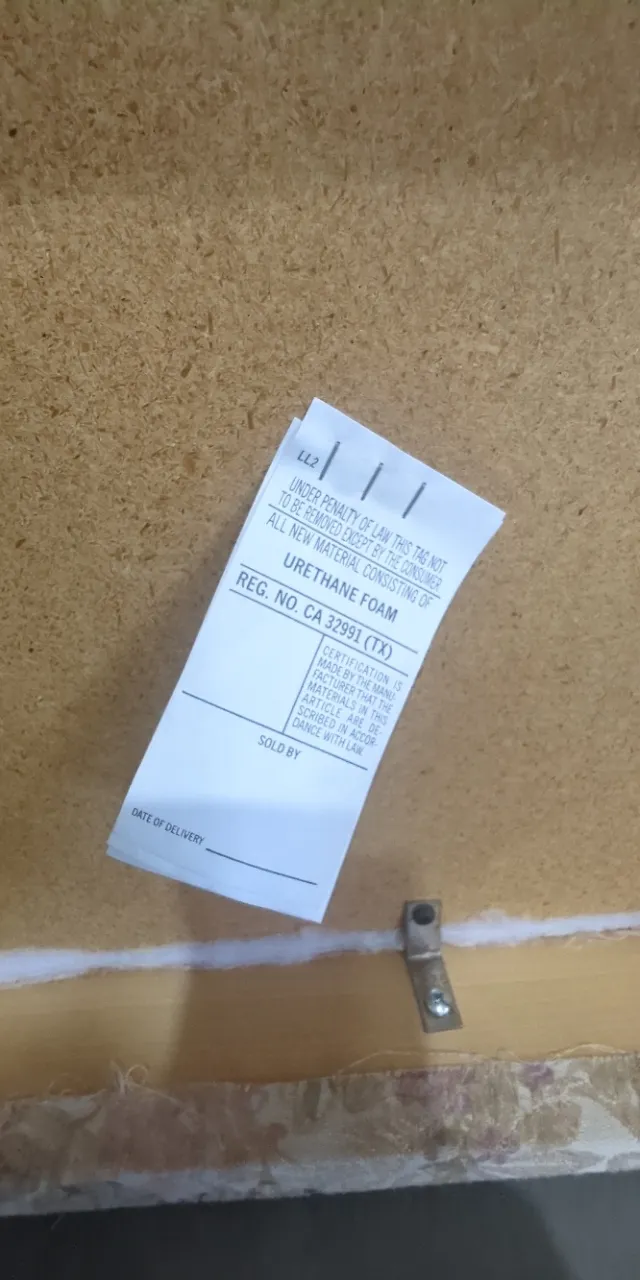 LL2
UNDER PENALTY OF LAW THIS TAG NOT
TO BE REMOVED EXCEPT BY THE CONSUMER
ALL NEW MATERIAL CONSISTING OF
URETHANE FOAM
REG. NO. CA 32991 (TX)
CERTIFICATION IS
MADE BY THE MANU-
FACTURER THAT THE
MATERIALS IN THIS
ARTICLE ARE DE-
SCRIBED IN ACCOR-
DANCE WITH LAW.
SOLD BY
DATE OF DELIVERY